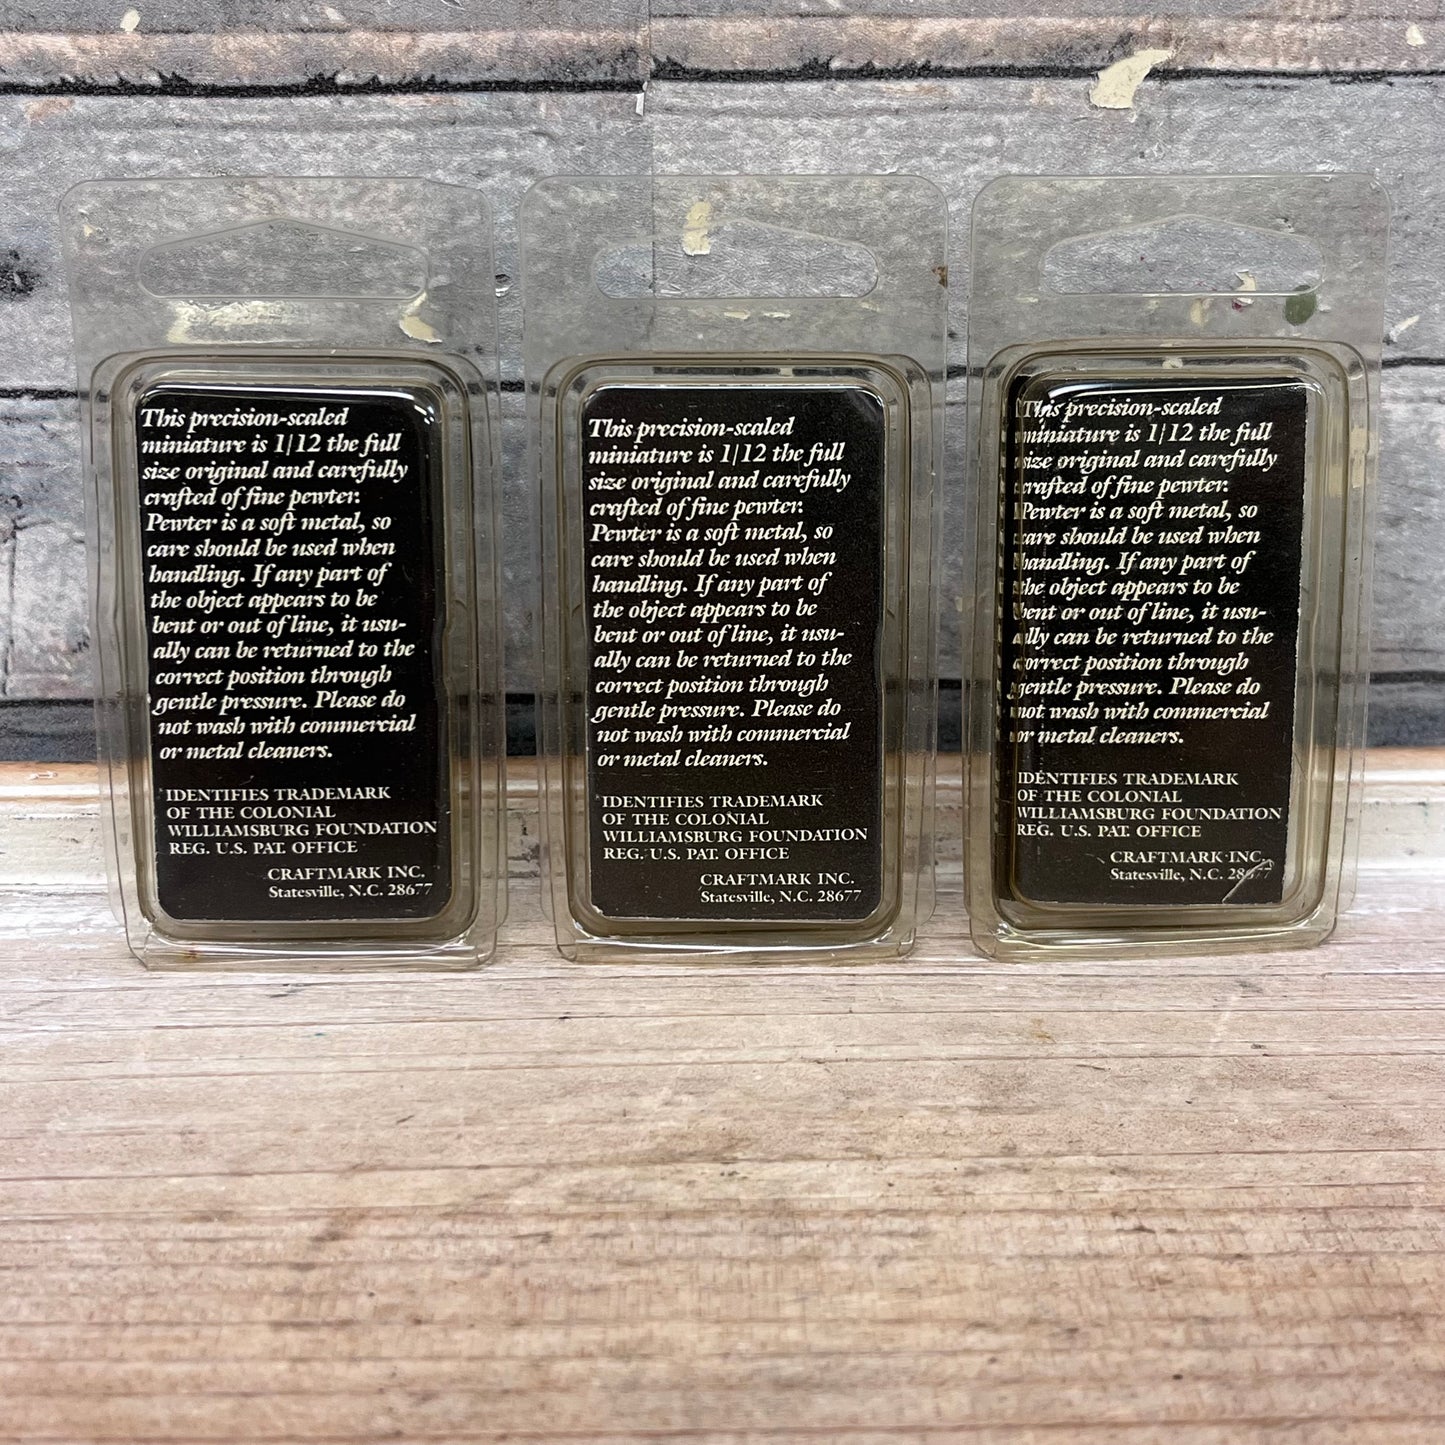 This precision-scaled
miniature is 1/12 the full
size original and carefully
crafted of fine pewter.
Pewter is a soft metal, so
care should be used when
handling. If any part of
the object appears to be
bent or out of line, it usu-
ally can be returned to the
correct position through
gentle pressure. Please do
not wash with commercial
or metal cleaners.
IDENTIFIES TRADEMARK
OF THE COLONIAL
WILLIAMSBURG FOUNDATION
REG. U.S. PAT. OFFICE
CRAFTMARK INC.
Statesville, N.C. 28677
This precision-scaled
miniature is 1/12 the full
size original and carefully
crafted of fine pewter.
Pewter is a soft metal, so
care should be used when
handling. If any part of
the object appears to be
bent or out of line, it usu-
ally can be returned to the
correct position through
gentle pressure. Please do
not wash with commercial
or metal cleaners.
IDENTIFIES TRADEMARK
OF THE COLONIAL
WILLIAMSBURG FOUNDATION
REG. U.S. PAT. OFFICE
CRAFTMARK INC.
Statesville, N.C. 28677
This precision-scaled
miniature is 1/12 the full
size original and carefully
crafted of fine pewter.
Pewter is a soft metal, so
care should be used when
handling. If any part of
the object appears to be
bent or out of line, it usu-
ally can be returned to the
correct position through
gentle pressure. Please do
not wash with commercial
or metal cleaners.
IDENTIFIES TRADEMARK
OF THE COLONIAL
WILLIAMSBURG FOUNDATION
REG. U.S. PAT. OFFICE
CRAFTMARK INC.
Statesville, N.C. 28677